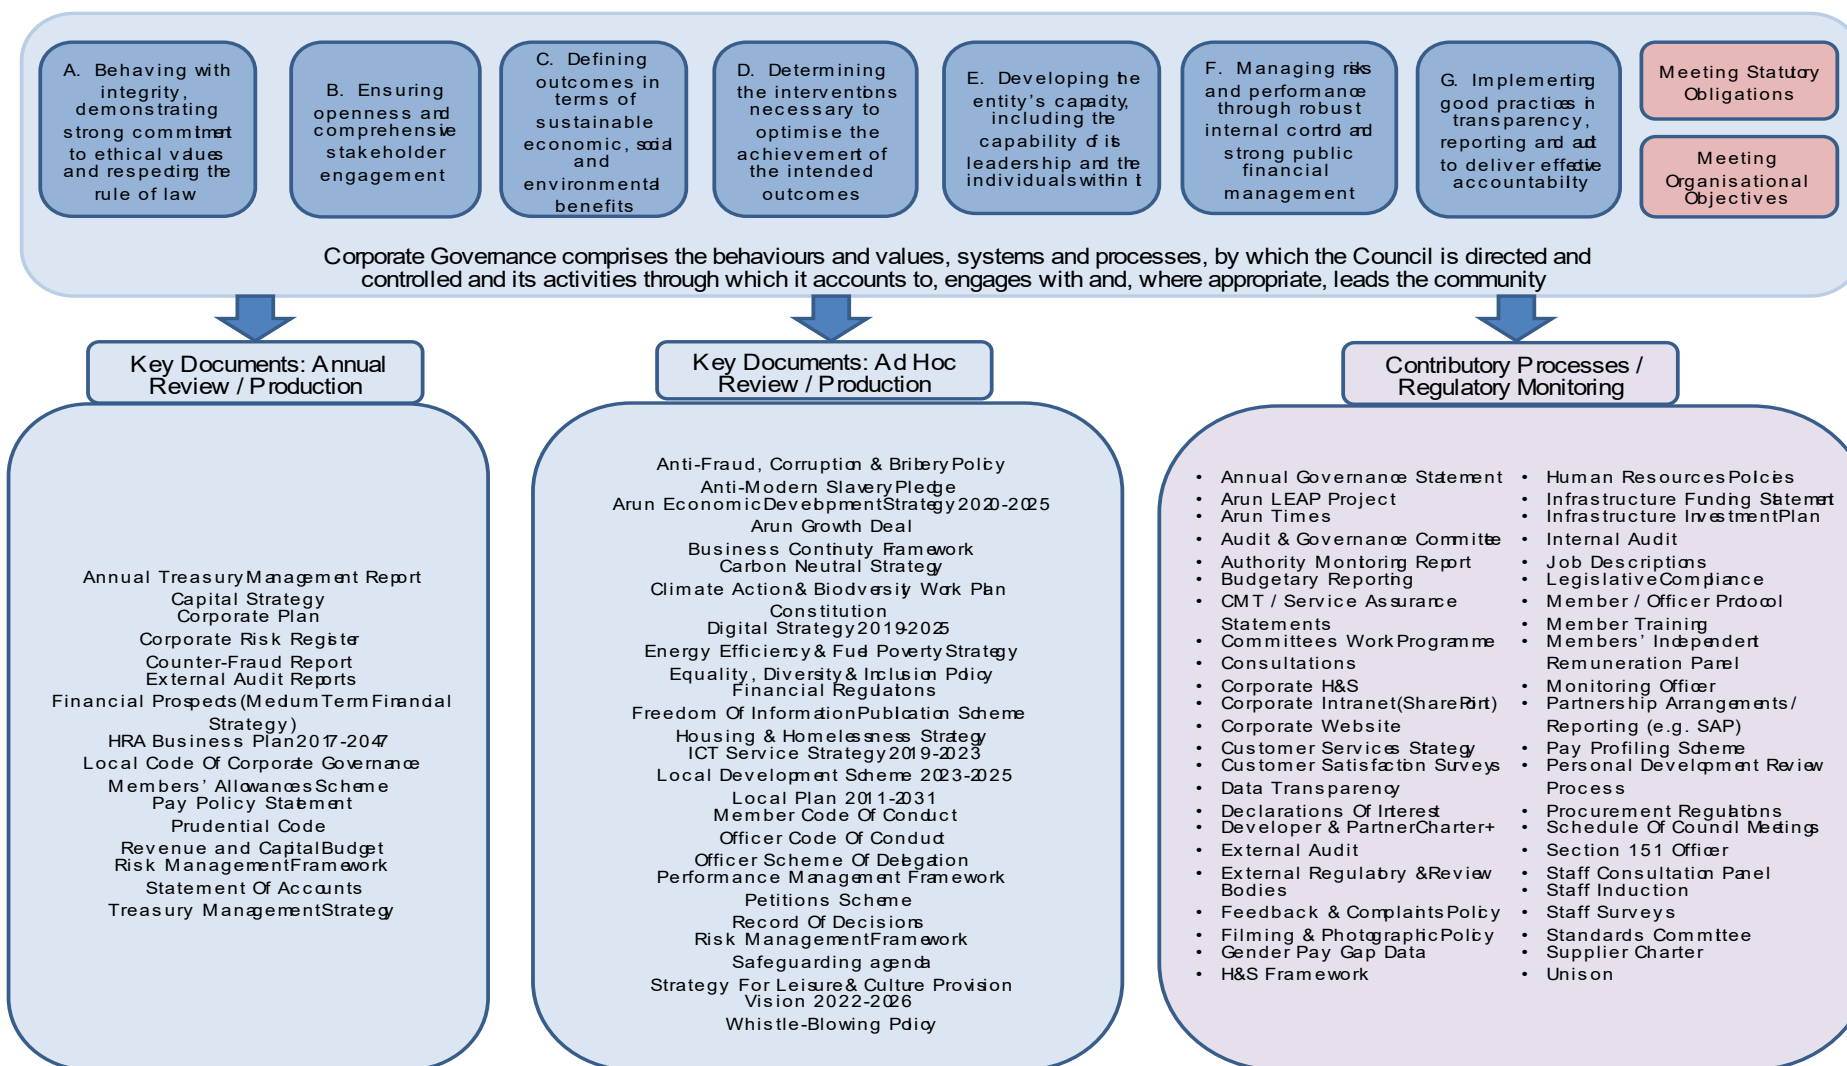 A. Behaving with
integrity,
demonstrating
strong commitment
to ethical values
and respecting the
rule of law
B. Ensuring
openness and
comprehensive
stakeholder
engagement
C. Defining
outcomes in
terms of
sustainable
economic, social
and
environmental
benefits
D. Determining
the interventions
necessary to
optimise the
achievement of
the intended
outcomes
E. Developing the
entity's capacity,
including the
capability of its
leadership and the
individuals within it
F. Managing risks
and performance
through robust
internal control and
strong public
financial
management
G. Implementing
good practices in
transparency,
reporting and audit
to deliver effective
accountability
Meeting Statutory
Obligations
Meeting
Organisational
Objectives
Corporate Governance comprises the behaviours and values, systems and processes, by which the Council is directed and
controlled and its activities through which it accounts to, engages with and, where appropriate, leads the community
Key Documents: Annual
Review / Production
Annual Treasury Management Report
Capital Strategy
Corporate Plan
Corporate Risk Register
Counter-Fraud Report
External Audit Reports
Financial Prospects (Medium Term Financial
Strategy)
HRA Business Plan 2017-2047
Local Code Of Corporate Governance
Members' Allowances Scheme
Pay Policy Statement
Prudential Code
Revenue and Capital Budget
Risk Management Framework
Statement Of Accounts
Treasury Management Strategy
Key Documents: Ad Hoc
Review / Production
Anti-Fraud, Corruption & Bribery Policy
Anti-Modern Slavery Pledge
Arun Economic Development Strategy 2020-2025
Arun Growth Deal
Business Continuity Framework
Carbon Neutral Strategy
Climate Action & Biodiversity Work Plan
Constitution
Digital Strategy 2019-2025
Energy Efficiency & Fuel Poverty Strategy
Equality, Diversity & Inclusion Policy
Financial Regulations
Freedom Of Information Publication Scheme
Housing & Homelessness Strategy
ICT Service Strategy 2019-2023
Local Development Scheme 2023-2025
Local Plan 2011-2031
Member Code Of Conduct
Officer Code Of Conduct
Officer Scheme Of Delegation
Performance Management Framework
Petitions Scheme
Record Of Decisions
Risk Management Framework
Safeguarding agenda
Strategy For Leisure & Culture Provision
Vision 2022-2026
Whistle-Blowing Policy
Contributory Processes /
Regulatory Monitoring
• Annual Governance Statement
• Arun LEAP Project
• Arun Times
• Audit & Governance Committee
• Authority Monitoring Report
• Budgetary Reporting
• CMT / Service Assurance
Statements
• Committees Work Programme
• Consultations
• Corporate H&S
• Corporate Intranet (SharePoint)
• Corporate Website
• Customer Services Strategy
• Customer Satisfaction Surveys
• Data Transparency
• Declarations Of Interest
• Developer & Partner Charter+
• External Audit
• External Regulatory & Review
Bodies
• Feedback & Complaints Policy
• Filming & Photographic Policy
• Gender Pay Gap Data
• H&S Framework
• Human Resources Policies
• Infrastructure Funding Statement
• Infrastructure Investment Plan
• Internal Audit
• Job Descriptions
• Legislative Compliance
• Member / Officer Protocol
• Member Training
• Members' Independent
Remuneration Panel
• Monitoring Officer
• Partnership Arrangements /
Reporting (e.g. SAP)
• Pay Profiling Scheme
• Personal Development Review
Process
• Procurement Regulations
• Schedule Of Council Meetings
• Section 151 Officer
• Staff Consultation Panel
• Staff Induction
• Staff Surveys
• Standards Committee
• Supplier Charter
• Unison